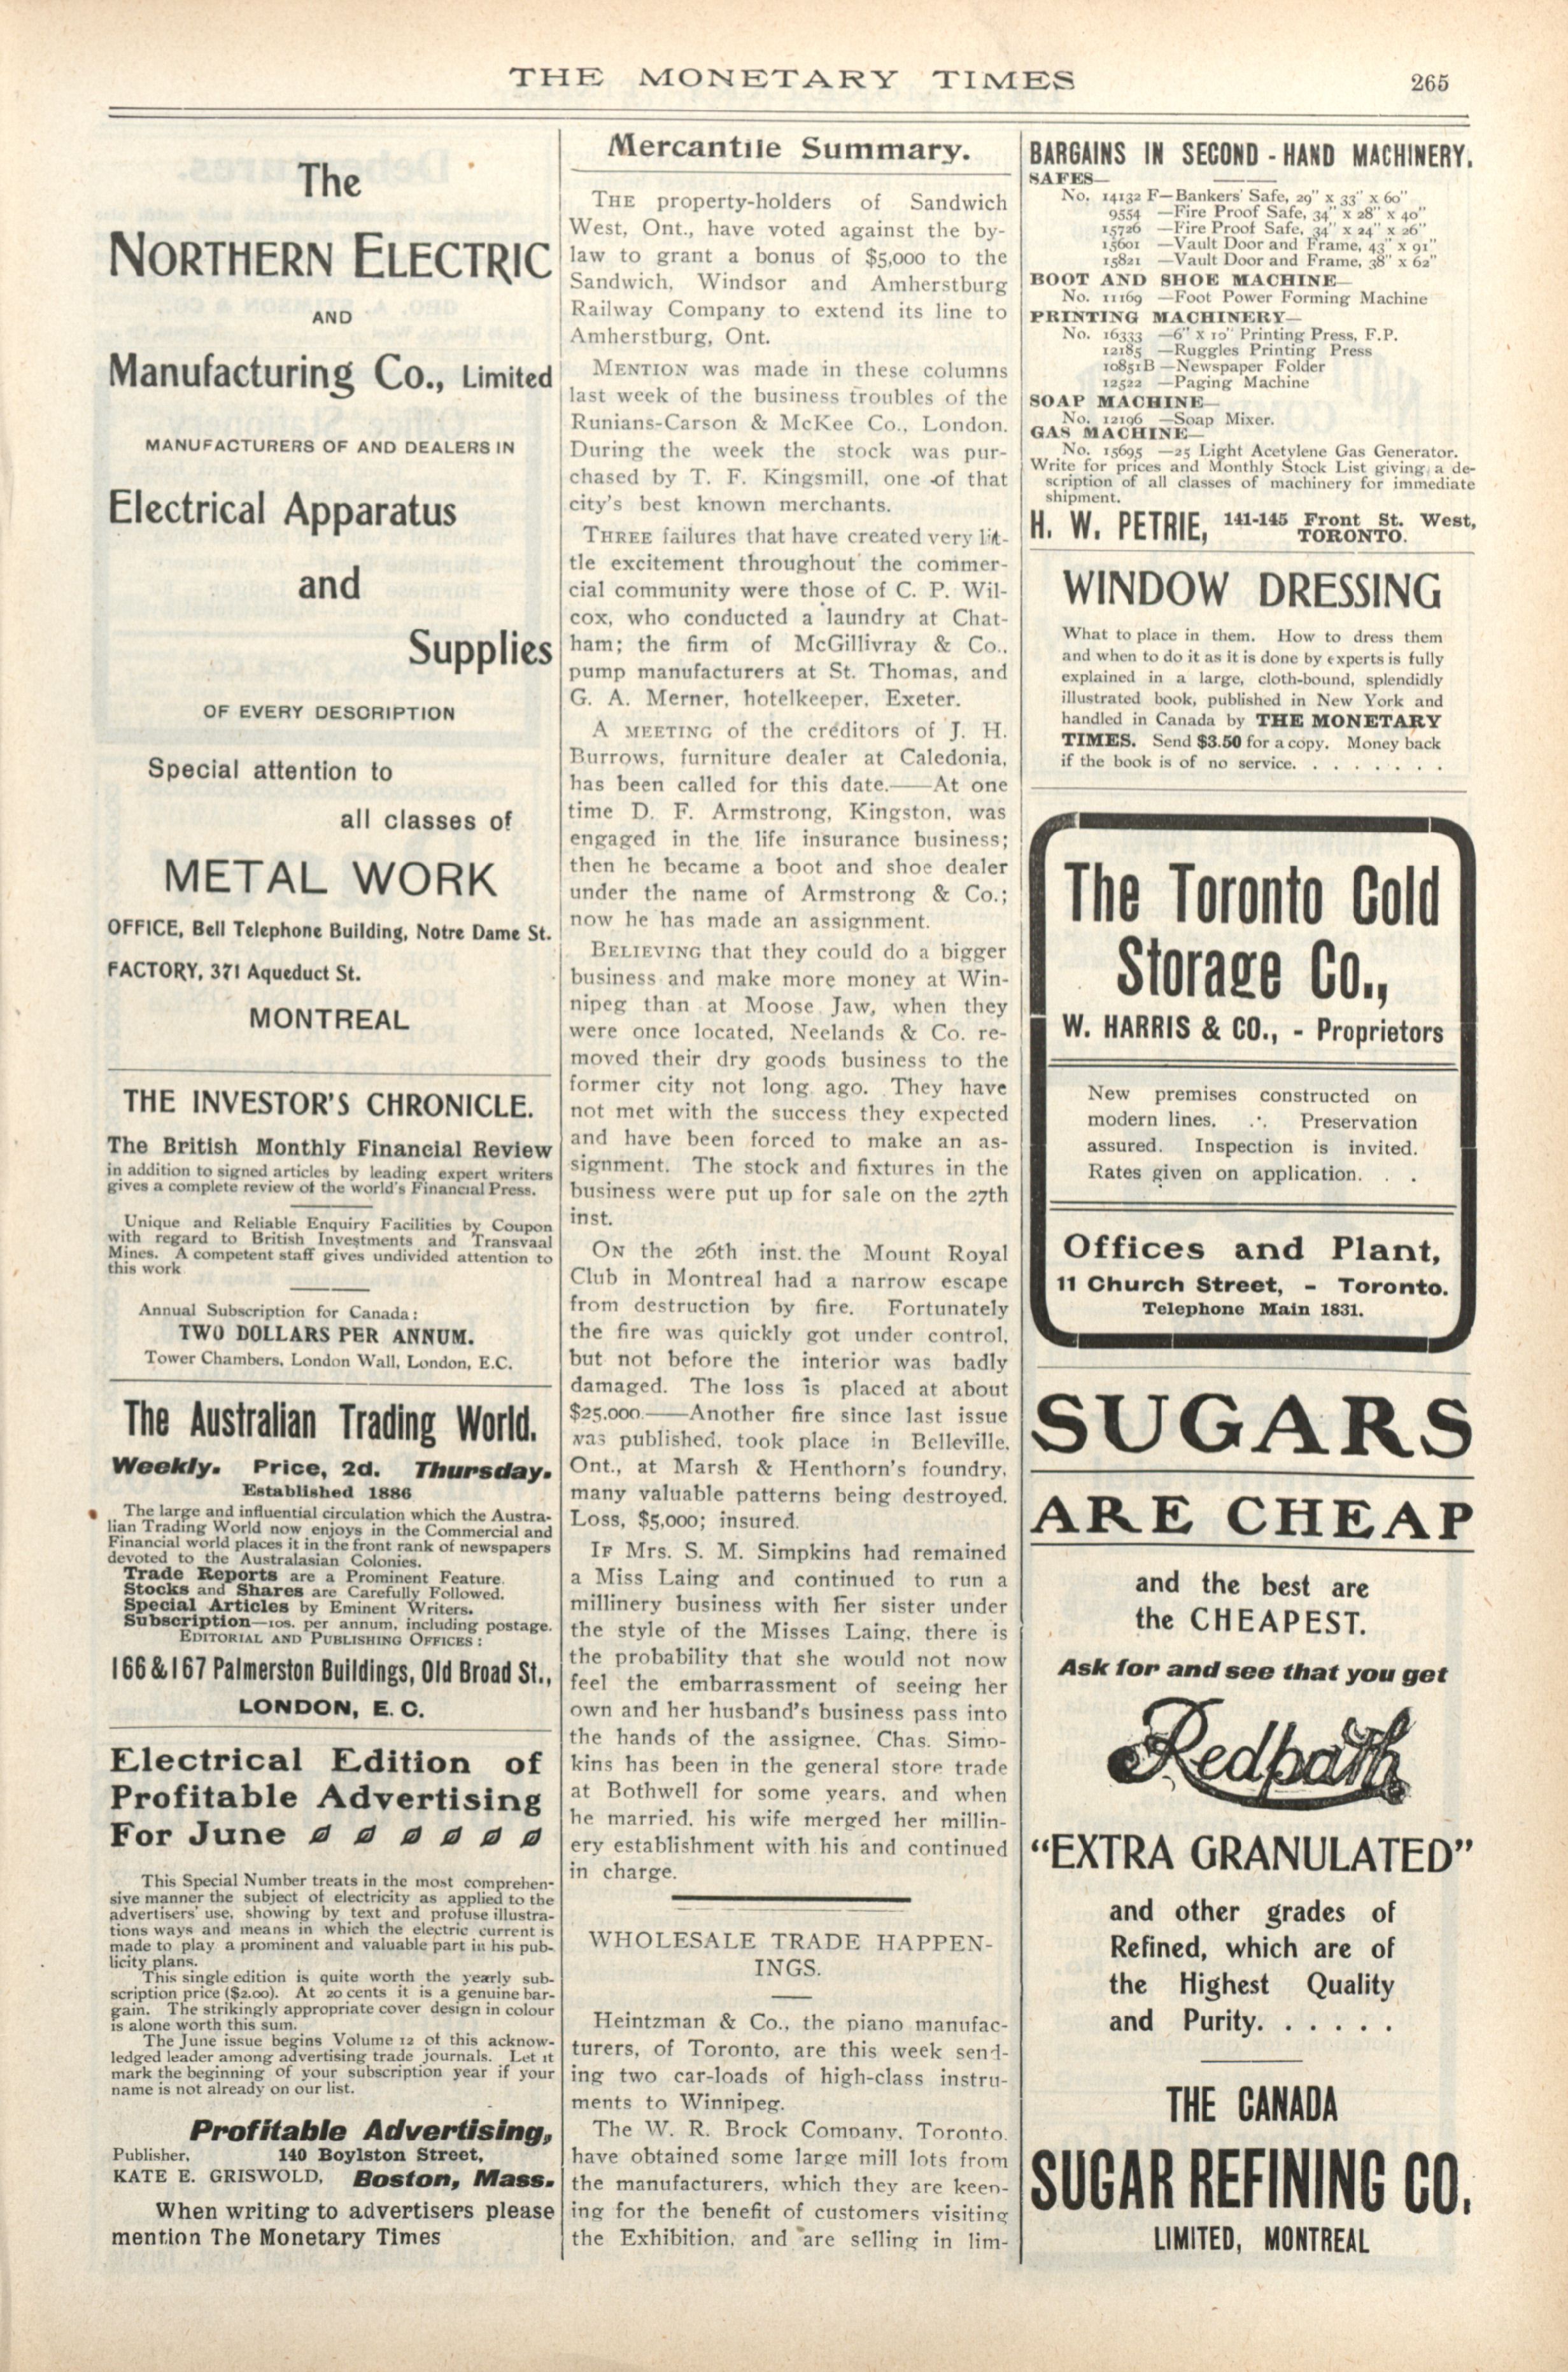 THE MONETARY TIMES
265
The
NORTHERN ELECTRIC
AND
Manufacturing Co., Limited
MANUFACTURERS OF AND DEALERS IN
Electrical Apparatus
and
Supplies
OF EVERY DESCRIPTION
Special attention to
all classes of
METAL WORK
OFFICE, Bell Telephone Building, Notre Dame St.
FACTORY, 371 Aqueduct St.
MONTREAL
THE INVESTOR'S CHRONICLE.
The British Monthly Financial Review
in addition to signed articles by leading expert writers
gives a complete review of the world's Financial Press.
Unique and Reliable Enquiry Facilities by Coupon
with regard to British Investments and Transvaal
Mines. A competent staff gives undivided attention to
this work
Annual Subscription for Canada:
TWO DOLLARS PER ANNUM.
Tower Chambers, London Wall, London, E.C.
The Australian Trading World.
Weekly. Price, 2d. Thursday.
Established 1886
The large and influential circulation which the Austra-
lian Trading World now enjoys in the Commercial and
Financial world places it in the front rank of newspapers
devoted to the Australasian Colonies.
Trade Reports are a Prominent Feature.
Stocks and Shares are Carefully Followed.
Special Articles by Eminent Writers.
Subscription—10s. per annum, including postage.
EDITORIAL AND PUBLISHING OFFICES:
166 & 167 Palmerston Buildings, Old Broad St.,
LONDON, E. C.
Electrical Edition of
Profitable Advertising
For June
This Special Number treats in the most comprehen-
sive manner the subject of electricity as applied to the
advertisers' use, showing by text and profuse illustra-
tions ways and means in which the electric current is
made to play a prominent and valuable part in his pub-
licity plans.
This single edition is quite worth the yearly sub-
scription price ($2.00). At 20 cents it is a genuine bar-
gain. The strikingly appropriate cover design in colour
is alone worth this sum.
The June issue begins Volume 12 of this acknow-
ledged leader among advertising trade journals. Let it
mark the beginning of your subscription year if your
name is not already on our list.
Profitable Advertising,
Publisher, 140 Boylston Street,
KATE E. GRISWOLD, Boston, Mass.
When writing to advertisers please
mention The Monetary Times
Mercantile Summary.
THE property-holders of Sandwich
West, Ont., have voted against the by-
law to grant a bonus of $5,000 to the
Sandwich, Windsor and Amherstburg
Railway Company to extend its line to
Amherstburg, Ont.
MENTION was made in these columns
last week of the business troubles of the
Runians-Carson & McKee Co., London.
During the week the stock was pur-
chased by T. F. Kingsmill, one of that
city's best known merchants.
THREE failures that have created very lit-
tle excitement throughout the commer-
cial community were those of C. P. Wil-
cox, who conducted a laundry at Chat-
ham; the firm of McGillivray & Co.,
pump manufacturers at St. Thomas, and
G. A. Merner, hotelkeeper, Exeter.
A MEETING of the creditors of J. H.
Burrows, furniture dealer at Caledonia,
has been called for this date.——At one
time D. F. Armstrong, Kingston, was
engaged in the life insurance business;
then he became a boot and shoe dealer
under the name of Armstrong & Co.;
now he has made an assignment.
BELIEVING that they could do a bigger
business and make more money at Win-
nipeg than at Moose Jaw, when they
were once located, Neelands & Co. re-
moved their dry goods business to the
former city not long ago. They have
not met with the success they expected
and have been forced to make an as-
signment. The stock and fixtures in the
business were put up for sale on the 27th
inst.
ON the 26th inst. the Mount Royal
Club in Montreal had a narrow escape
from destruction by fire. Fortunately
the fire was quickly got under control,
but not before the interior was badly
damaged. The loss is placed at about
$25,000.——Another fire since last issue
was published, took place in Belleville,
Ont., at Marsh & Henthorn's foundry,
many valuable patterns being destroyed.
Loss, $5,000; insured.
IF Mrs. S. M. Simpkins had remained
a Miss Laing and continued to run a
millinery business with her sister under
the style of the Misses Laing, there is
the probability that she would not now
feel the embarrassment of seeing her
own and her husband's business pass into
the hands of the assignee. Chas. Simp-
kins has been in the general store trade
at Bothwell for some years, and when
he married, his wife merged her millin-
ery establishment with his and continued
in charge.
WHOLESALE TRADE HAPPEN-
INGS.
Heintzman & Co., the piano manufac-
turers, of Toronto, are this week send-
ing two car-loads of high-class instru-
ments to Winnipeg.
The W. R. Brock Company, Toronto,
have obtained some large mill lots from
the manufacturers, which they are keep-
ing for the benefit of customers visiting
the Exhibition, and are selling in lim-
BARGAINS IN SECOND-HAND MACHINERY.
SAFES—
No. 14132 F—Bankers' Safe, 29" x 33" x 60"
9554 —Fire Proof Safe, 34" x 28" x 40"
15726 —Fire Proof Safe, 34" x 24" x 26"
15601 —Vault Door and Frame, 43" x 91"
15821 —Vault Door and Frame, 38" x 62"
BOOT AND SHOE MACHINE—
No. 11169 —Foot Power Forming Machine
PRINTING MACHINERY—
No. 16333 —6" x 10" Printing Press, F.P.
12185 —Ruggles Printing Press
10851B —Newspaper Folder
12522 —Paging Machine
SOAP MACHINE—
No. 12196 —Soap Mixer.
GAS MACHINE—
No. 15695 —25 Light Acetylene Gas Generator.
Write for prices and Monthly Stock List giving a de-
scription of all classes of machinery for immediate
shipment.
H. W. PETRIE, 141-145 Front St. West,
TORONTO.
WINDOW DRESSING
What to place in them. How to dress them
and when to do it as it is done by experts is fully
explained in a large, cloth-bound, splendidly
illustrated book, published in New York and
handled in Canada by THE MONETARY
TIMES. Send $3.50 for a copy. Money back
if the book is of no service. . . . . . . .
The Toronto Cold
Storage Co.,
W. HARRIS & CO., - Proprietors
New premises constructed on
modern lines. ∴ Preservation
assured. Inspection is invited.
Rates given on application. . .
Offices and Plant,
11 Church Street, - Toronto.
Telephone Main 1831.
SUGARS
ARE CHEAP
and the best are
the CHEAPEST.
Ask for and see that you get
Redpath
"EXTRA GRANULATED"
and other grades of
Refined, which are of
the Highest Quality
and Purity. . . . . .
THE CANADA
SUGAR REFINING CO.
LIMITED, MONTREAL